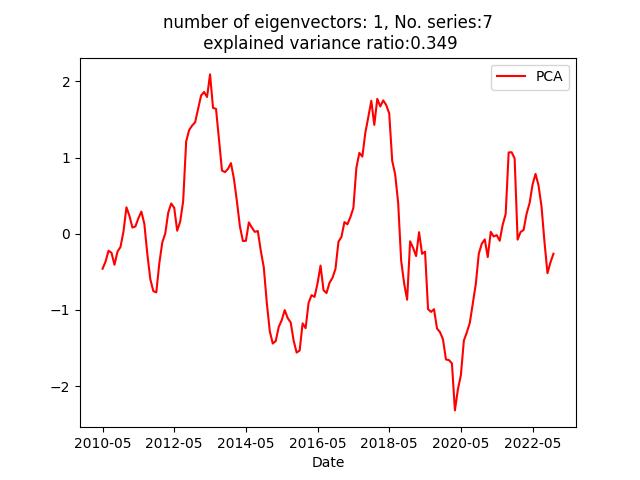 number of eigenvectors: 1, No. series:7
explained variance ratio:0.349
PCA
2
1
0
−1
−2
2010-05 2012-05 2014-05 2016-05 2018-05 2020-05 2022-05
Date